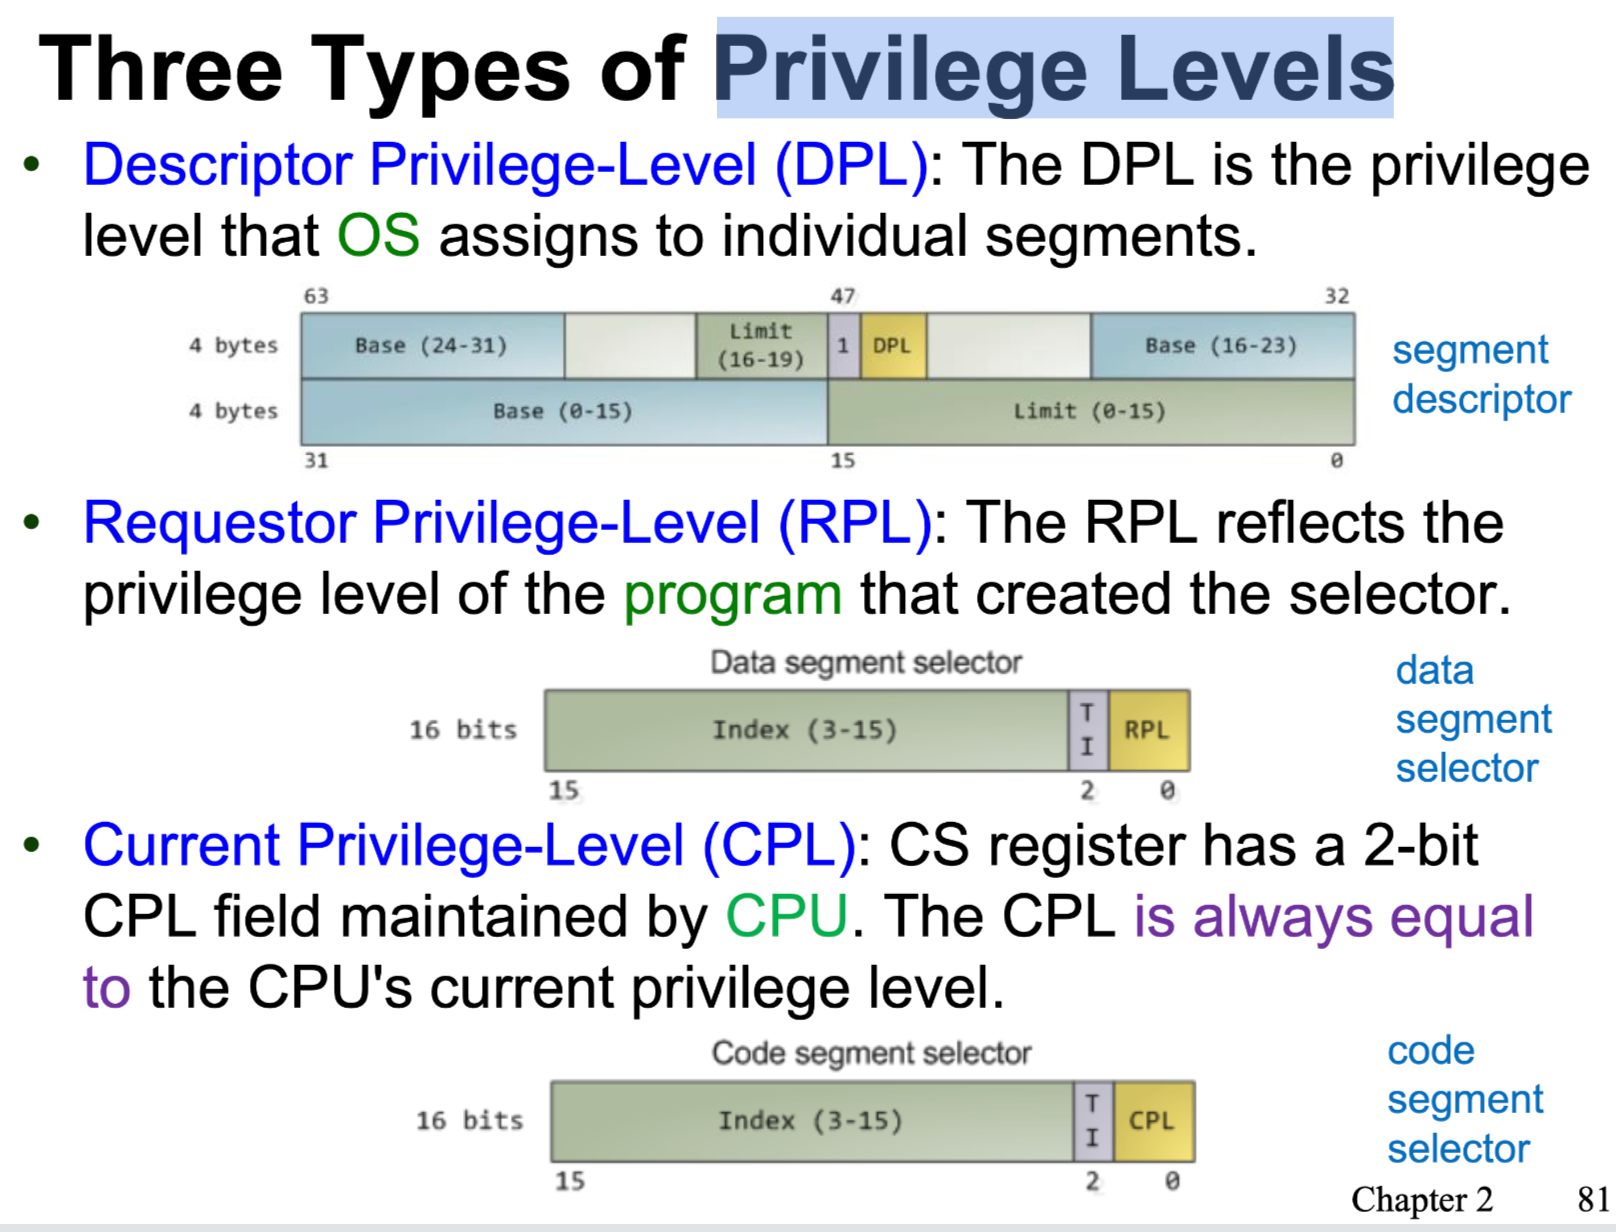 Three Types of Privilege Levels
• Descriptor Privilege-Level (DPL): The DPL is the privilege
level that OS assigns to individual segments.
63 47 32
4 bytes Base (24-31) Limit (16-19) 1 DPL Base (16-23)
4 bytes Base (0-15) Limit (0-15)
31 15 0
segment
descriptor
• Requestor Privilege-Level (RPL): The RPL reflects the
privilege level of the program that created the selector.
Data segment selector
16 bits Index (3-15) TI RPL
15 2 0
data
segment
selector
• Current Privilege-Level (CPL): CS register has a 2-bit
CPL field maintained by CPU. The CPL is always equal
to the CPU's current privilege level.
Code segment selector
16 bits Index (3-15) TI CPL
15 2 0
code
segment
selector
Chapter 2 81